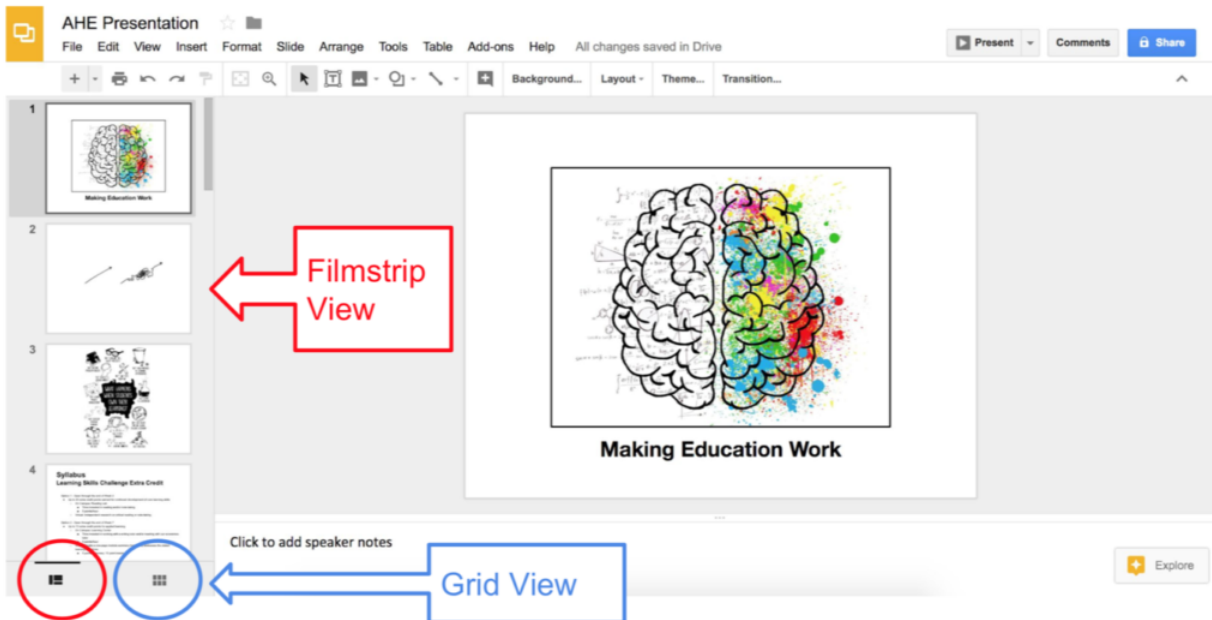 AHE Presentation
File Edit View Insert Format Slide Arrange Tools Table Add-ons Help All changes saved in Drive
Present
Comments
Share
Background...
Layout
Theme...
Transition...
1
Making Education Work
2
3
4
Syllabus
Learning Skills Challenge Extra Credit
Filmstrip
View
Making Education Work
Click to add speaker notes
Grid View
Explore